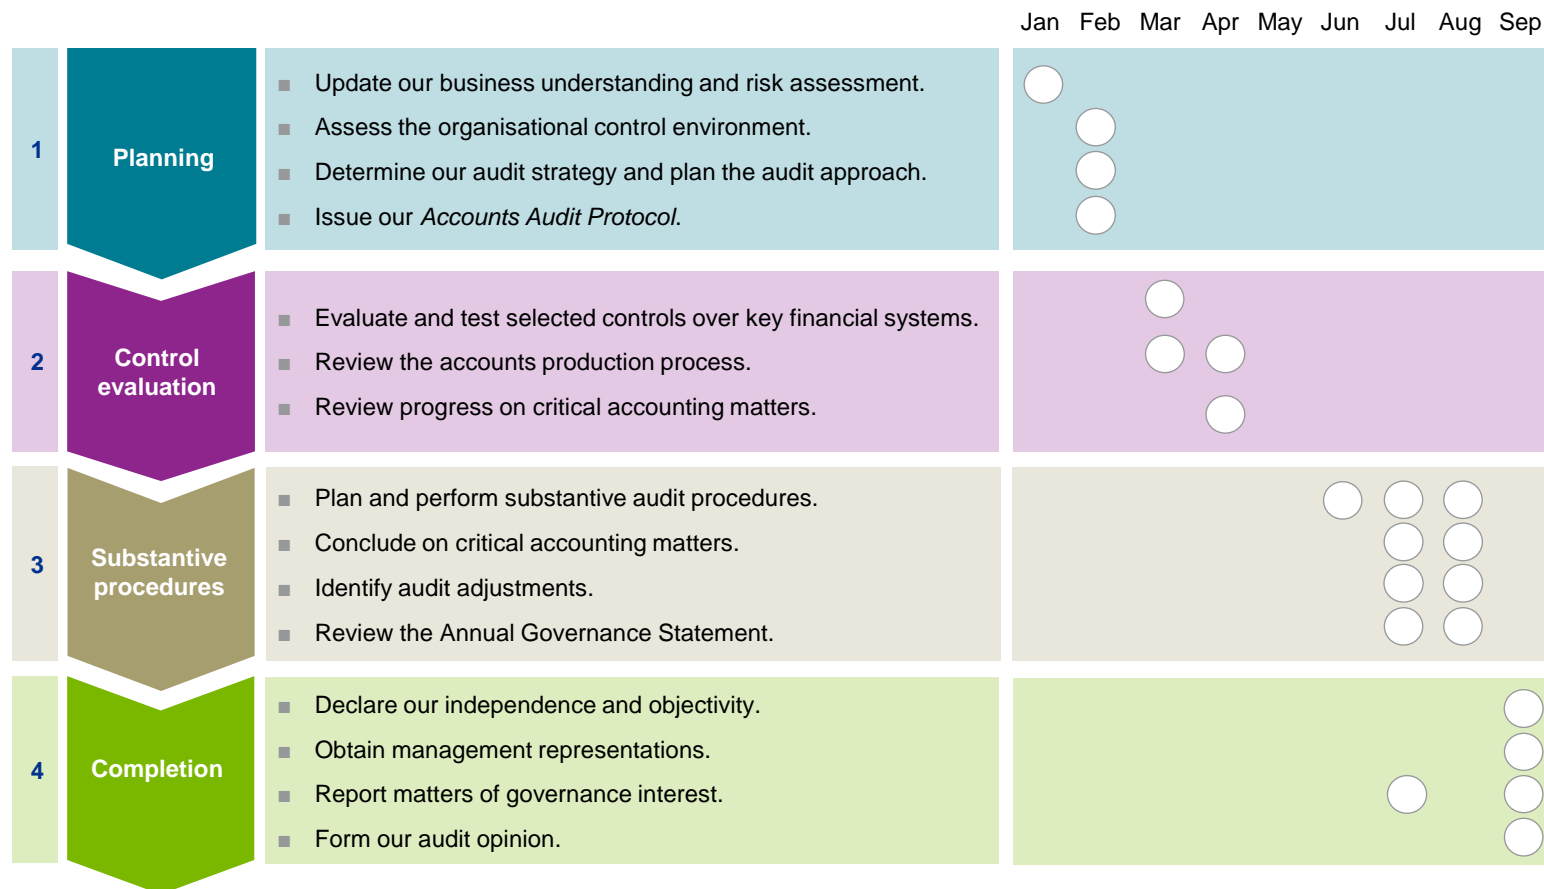 Jan Feb Mar Apr May Jun Jul Aug Sep
1
Planning
■ Update our business understanding and risk assessment.
■ Assess the organisational control environment.
■ Determine our audit strategy and plan the audit approach.
■ Issue our Accounts Audit Protocol.
2
Control
evaluation
■ Evaluate and test selected controls over key financial systems.
■ Review the accounts production process.
■ Review progress on critical accounting matters.
3
Substantive
procedures
■ Plan and perform substantive audit procedures.
■ Conclude on critical accounting matters.
■ Identify audit adjustments.
■ Review the Annual Governance Statement.
4
Completion
■ Declare our independence and objectivity.
■ Obtain management representations.
■ Report matters of governance interest.
■ Form our audit opinion.